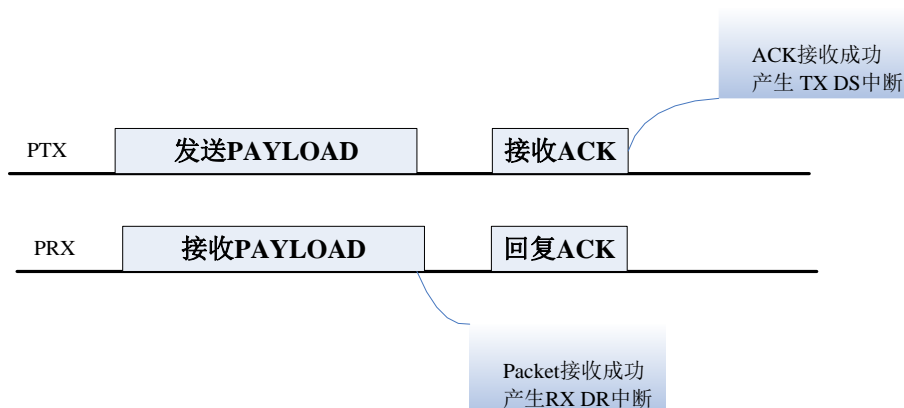 ACK接收成功
产生 TX DS中断
PTX
发送PAYLOAD
接收ACK
PRX
接收PAYLOAD
回复ACK
Packet接收成功
产生RX DR中断